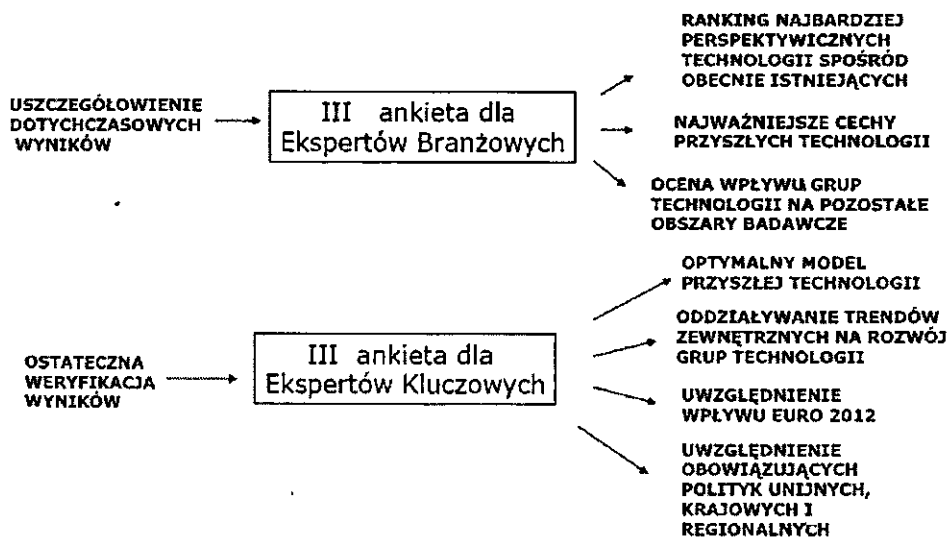 USZCZEGÓŁOWIENIE
DOTYCHCZASOWYCH
WYNIKÓW
III ankieta dla
Ekspertów Branżowych
RANKING NAJBARDZIEJ
PERSPEKTYWICZNYCH
TECHNOLOGII SPOŚRÓD
OBECNIE ISTNIEJĄCYCH
NAJWAŻNIEJSZE CECHY
PRZYSZŁYCH TECHNOLOGII
OCENA WPŁYWU GRUP
TECHNOLOGII NA POZOSTAŁE
OBSZARY BADAWCZE
OSTATECZNA
WERYFIKACJA
WYNIKÓW
III ankieta dla
Ekspertów Kluczowych
OPTYMALNY MODEL
PRZYSZŁEJ TECHNOLOGII
ODDZIAŁYWANIE TRENDÓW
ZEWNĘTRZNYCH NA ROZWÓJ
GRUP TECHNOLOGII
UWZGLĘDNIENIE
WPŁYWU EURO 2012
UWZGLĘDNIENIE
OBOWIĄZUJĄCYCH
POLITYK UNIJNYCH,
KRAJOWYCH I
REGIONALNYCH